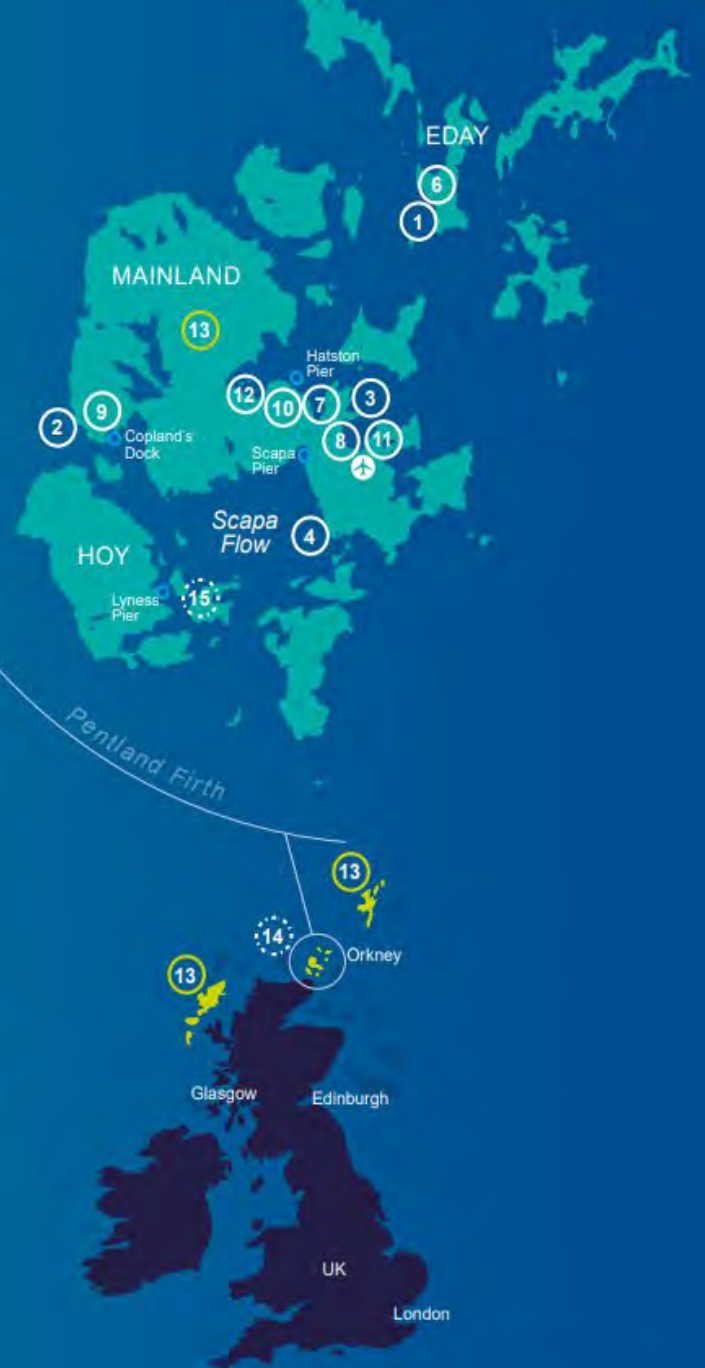 EDAY
6
1
MAINLAND
13
Hatston
Pier
12
10
7
3
2
9
Copland's
Dock
8
11
Scapa
Pier
Scapa
Flow
4
HOY
Lyness
Pier
15
Pentland Firth
13
14
Orkney
13
Glasgow
Edinburgh
UK
London